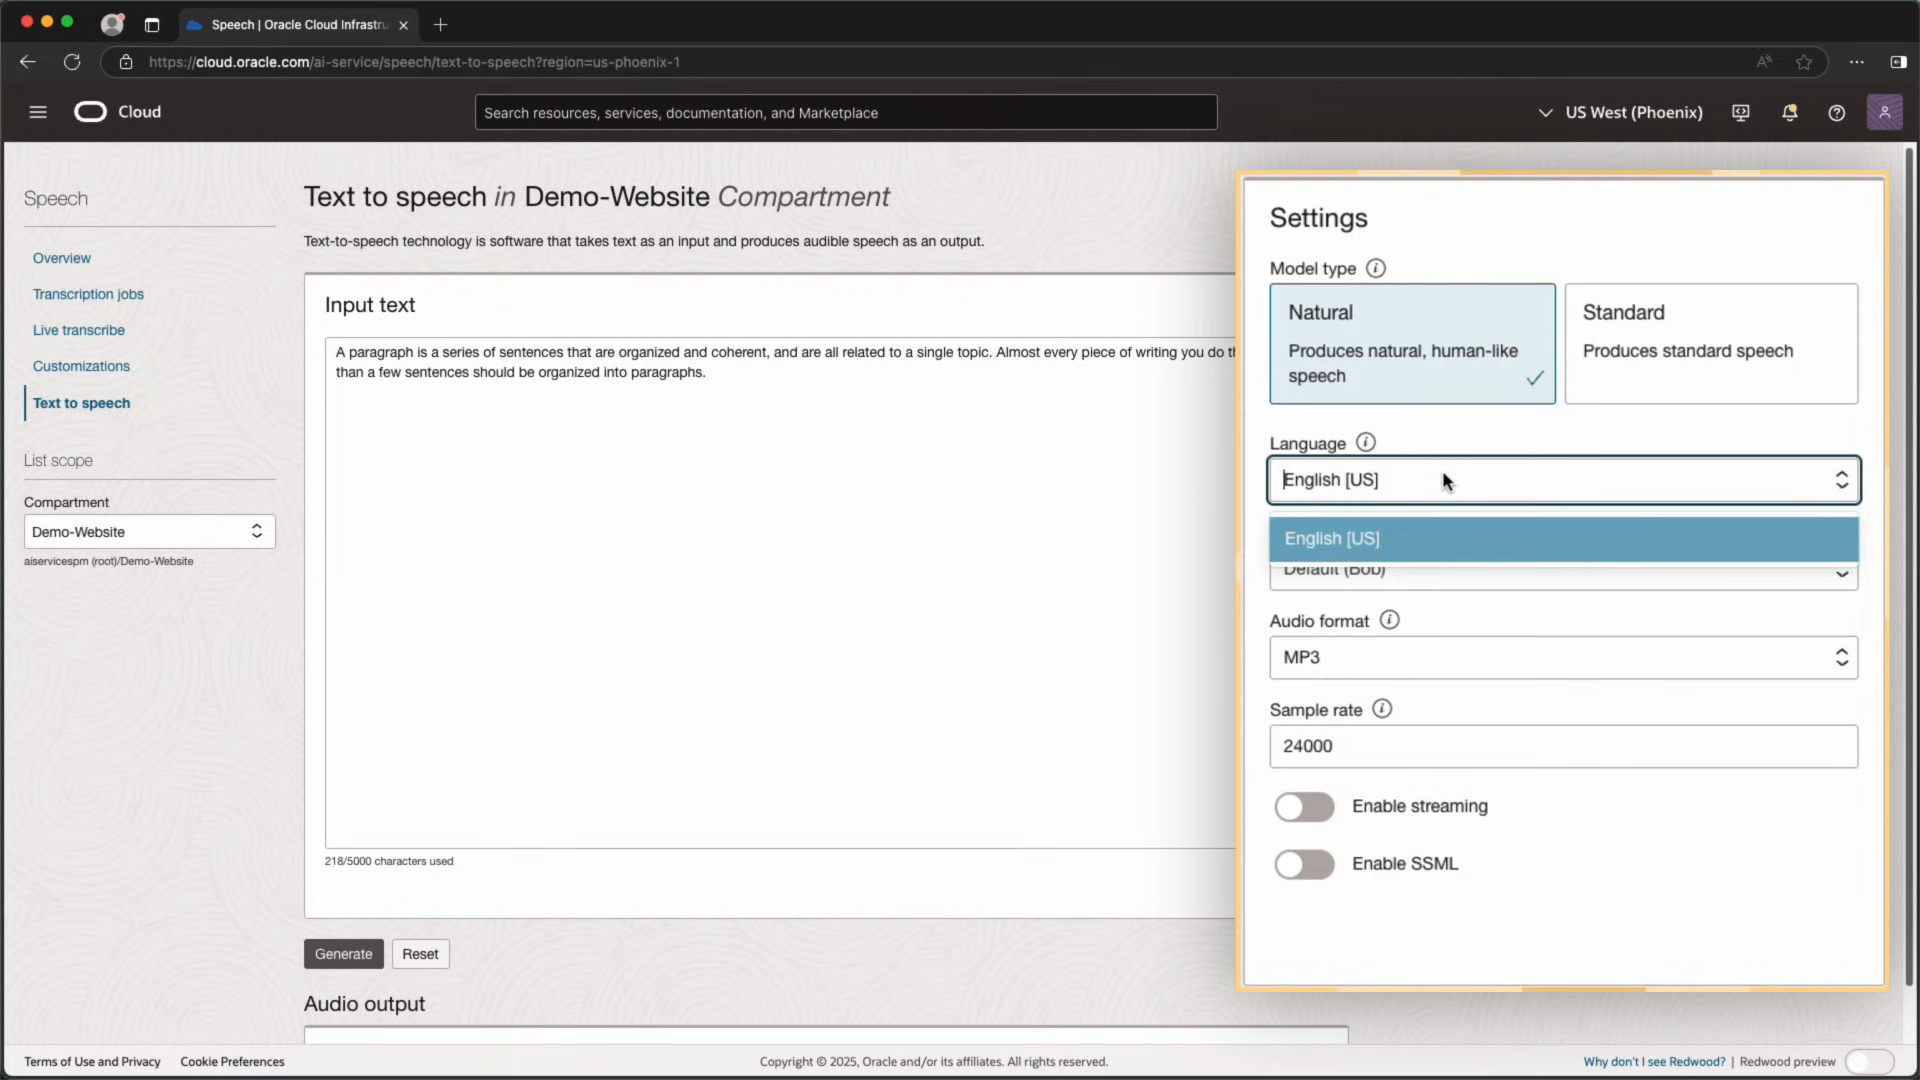 Speech | Oracle Cloud Infrastru
https://cloud.oracle.com/ai-service/speech/text-to-speech?region=us-phoenix-1
Cloud
Search resources, services, documentation, and Marketplace
US West (Phoenix)
Speech
Overview
Transcription jobs
Live transcribe
Customizations
Text to speech
List scope
Compartment
Demo-Website
aiservicespm (root)/Demo-Website
Text to speech in Demo-Website Compartment
Text-to-speech technology is software that takes text as an input and produces audible speech as an output.
Input text
A paragraph is a series of sentences that are organized and coherent, and are all related to a single topic. Almost every piece of writing you do
than a few sentences should be organized into paragraphs.
218/5000 characters used
Generate
Reset
Audio output
Settings
Model type
Natural
Produces natural, human-like
speech
Standard
Produces standard speech
Language
English [US]
English [US]
Default (Bob)
Audio format
MP3
Sample rate
24000
Enable streaming
Enable SSML
Terms of Use and Privacy
Cookie Preferences
Copyright © 2025, Oracle and/or its affiliates. All rights reserved.
Why don't I see Redwood? | Redwood preview